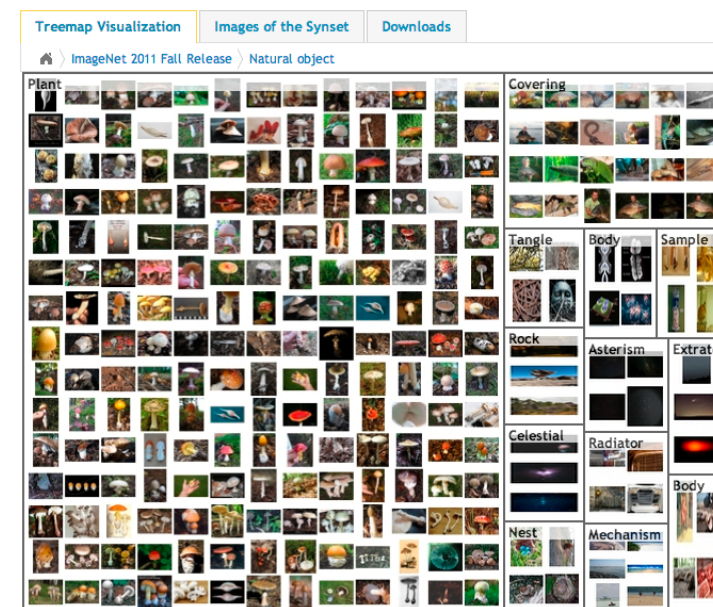 Treemap Visualization
Images of the Synset
Downloads
ImageNet 2011 Fall Release
Natural object
Plant
Covering
Tangle
Body
Sample
Rock
Asterism
Extrat
Celestial
Radiator
Body
Nest
Mechanism